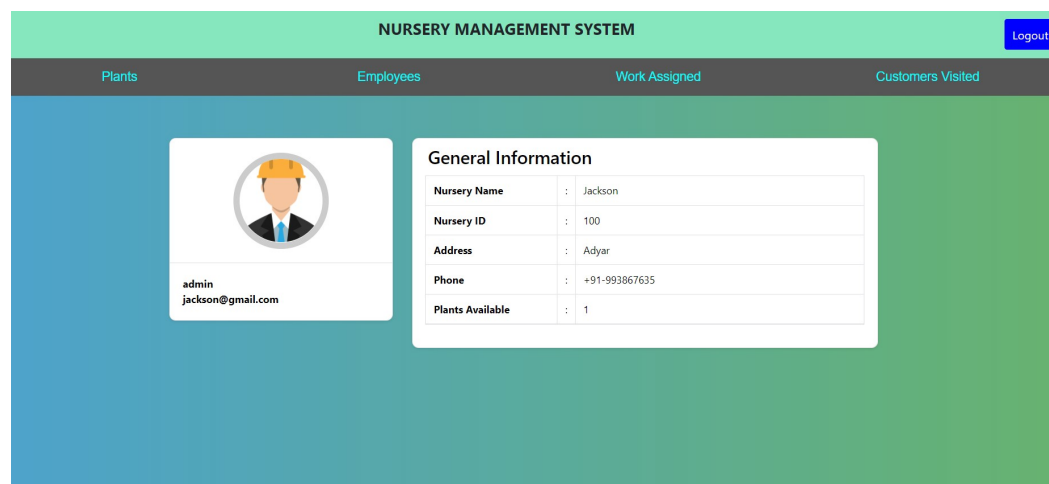 NURSERY MANAGEMENT SYSTEM
Logout
Plants Employees Work Assigned Customers Visited
admin
jackson@gmail.com
General Information
Nursery Name : Jackson
Nursery ID : 100
Address : Adyar
Phone : +91-993867635
Plants Available : 1